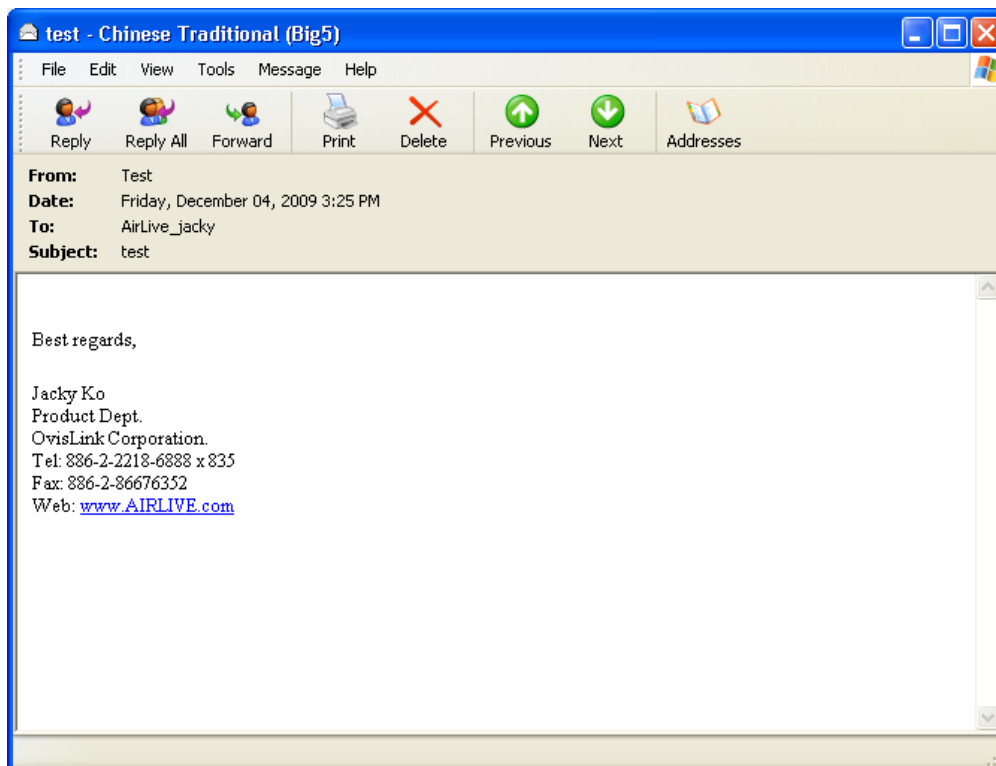 test - Chinese Traditional (Big5)
File Edit View Tools Message Help
Reply Reply All Forward Print Delete Previous Next Addresses
From: Test
Date: Friday, December 04, 2009 3:25 PM
To: AirLive_jacky
Subject: test
Best regards,
Jacky Ko
Product Dept.
OvisLink Corporation.
Tel: 886-2-2218-6888 x 835
Fax: 886-2-86676352
Web: www.AIRLIVE.com